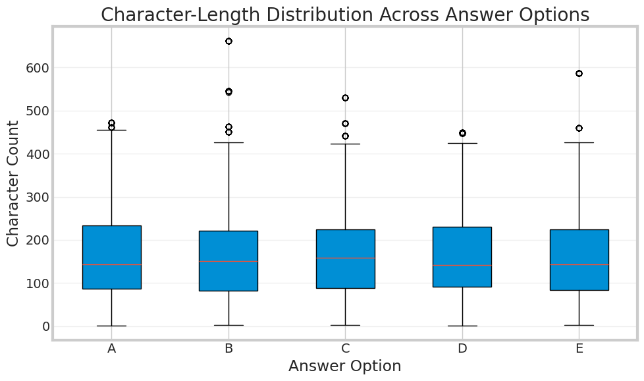 Character-Length Distribution Across Answer Options
Character Count
600
500
400
300
200
100
0
A B C D E
Answer Option